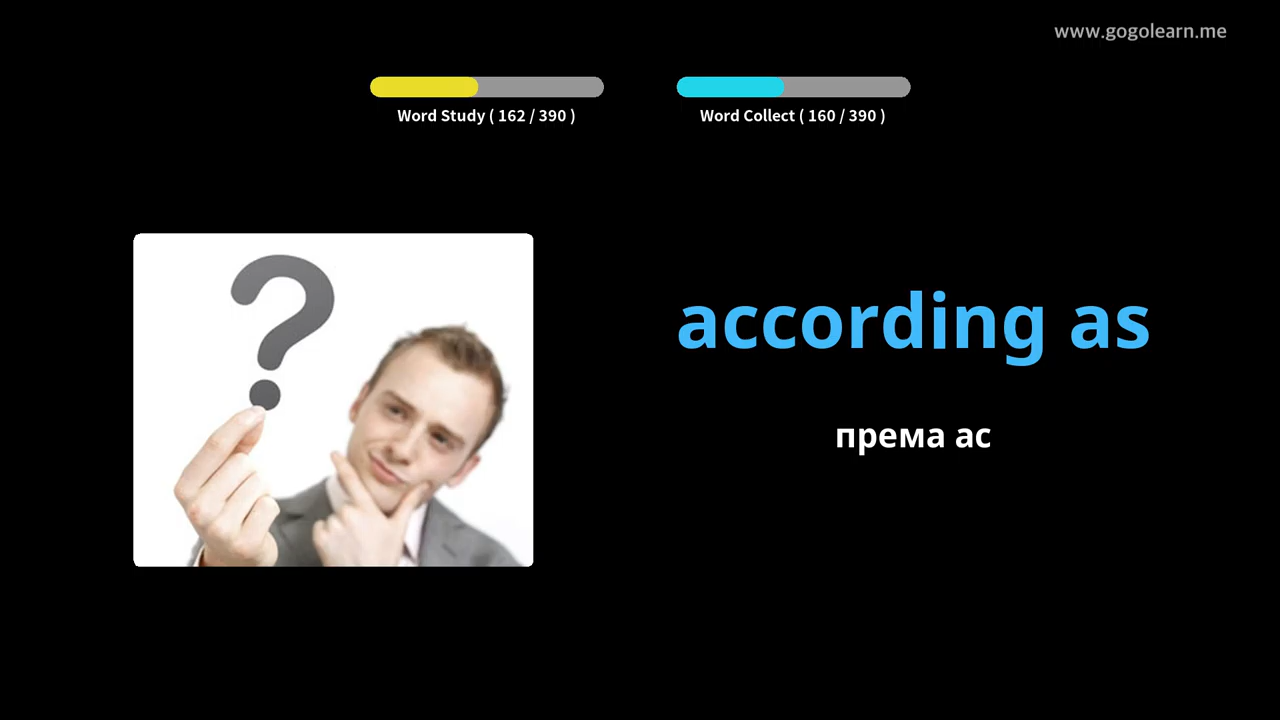 www.gogolearn.me
Word Study ( 162 / 390 )
Word Collect ( 160 / 390 )
according as
према ас